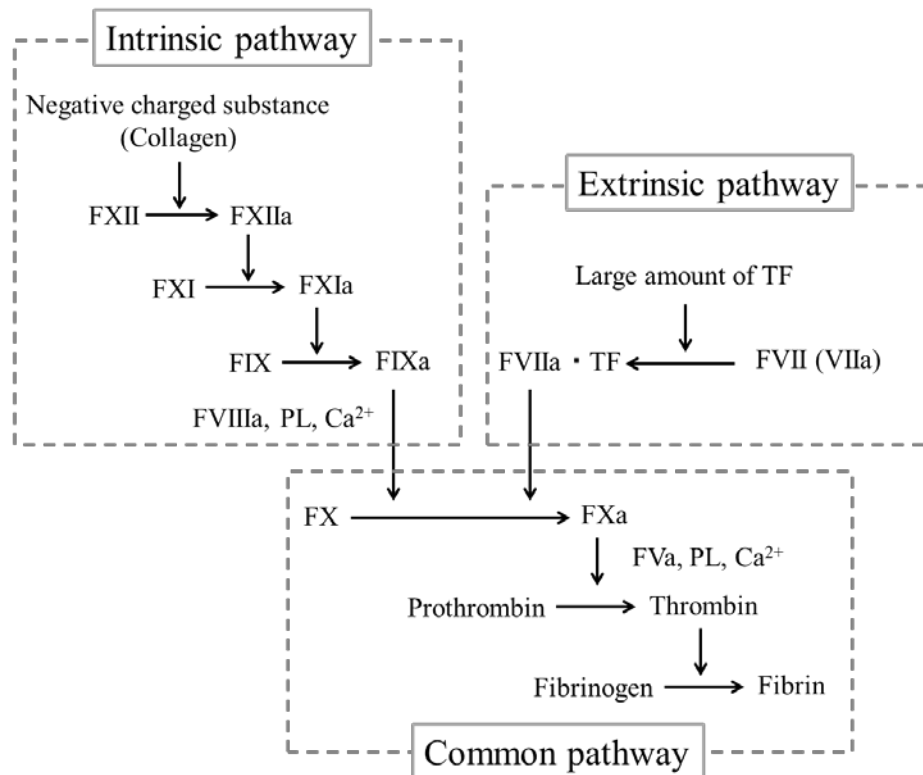 Intrinsic pathway
Negative charged substance
(Collagen)
FXII FXIIa
FXI FXIa
FIX FIXa
FVIIIa, PL, Ca²⁺
Extrinsic pathway
Large amount of TF
FVIIa・TF FVII (VIIa)
FX FXa
FVa, PL, Ca²⁺
Prothrombin Thrombin
Fibrinogen Fibrin
Common pathway